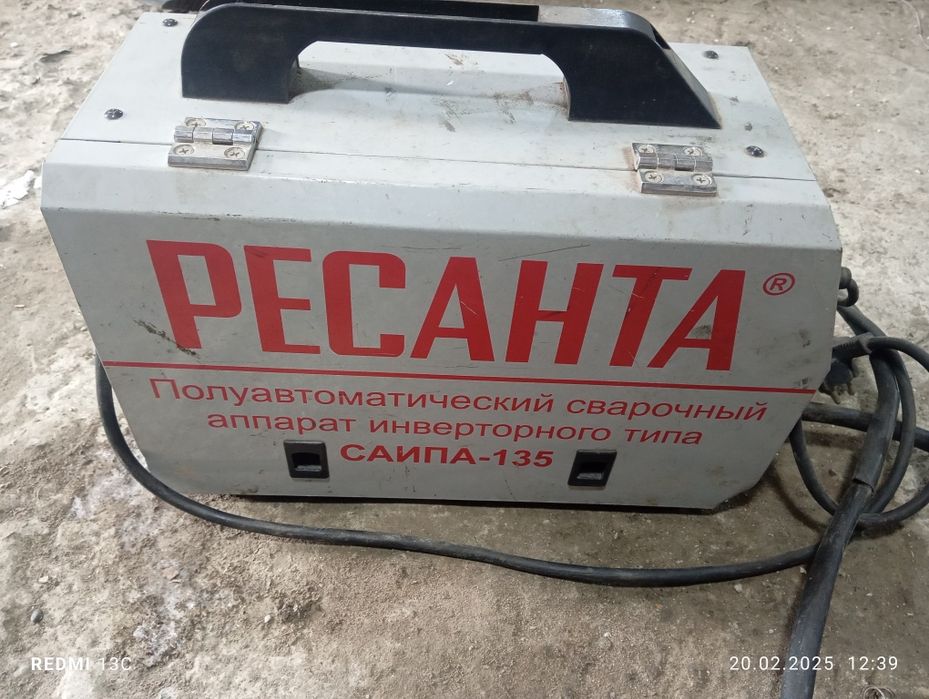 РЕСАНТА®
Полуавтоматический сварочный
аппарат инверторного типа
САИПА-135
REDMI 13C
20.02.2025 12:39